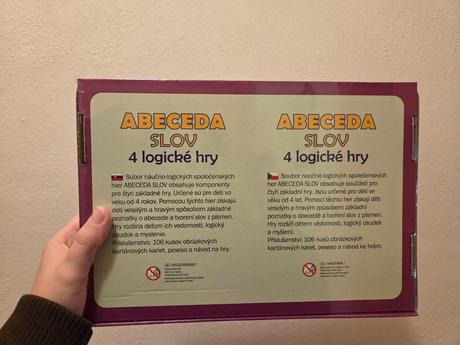 ABECEDA
SLOV
4 logické hry
Súbor náučno-logických spoločenských
hier ABECEDA SLOV obsahuje komponenty
pre štyri základné hry. Určené sú pre deti vo
veku od 4 rokov. Pomocou týchto hier získajú
deti veselým a hravým spôsobom základné
poznatky o abecede a tvorení slov z písmen.
Hry rozšíria deťom ich vedomosti, logický
úsudok a myslenie.
Príslušenstvo: 106 kusov obrázkových
kartónových kariet, pexeso a návod na hry.
UPOZORNENIE!
ABECEDA
SLOV
4 logické hry
Soubor naučně-logických společenských
her ABECEDA SLOV obsahuje součásti pro
čtyři základní hry. Jsou určené pro děti ve
věku od 4 let. Pomocí těchto her získají děti
veselým a hravým způsobem základní
poznatky o abecedě a tvoření slov z písmen.
Hry rozšíří dětem jejich vědomosti, logický
úsudek a myšlení.
Příslušenství: 106 kusů obrázkových
kartónových karet, pexeso a návod ke hrám.
VAROVÁNÍ!